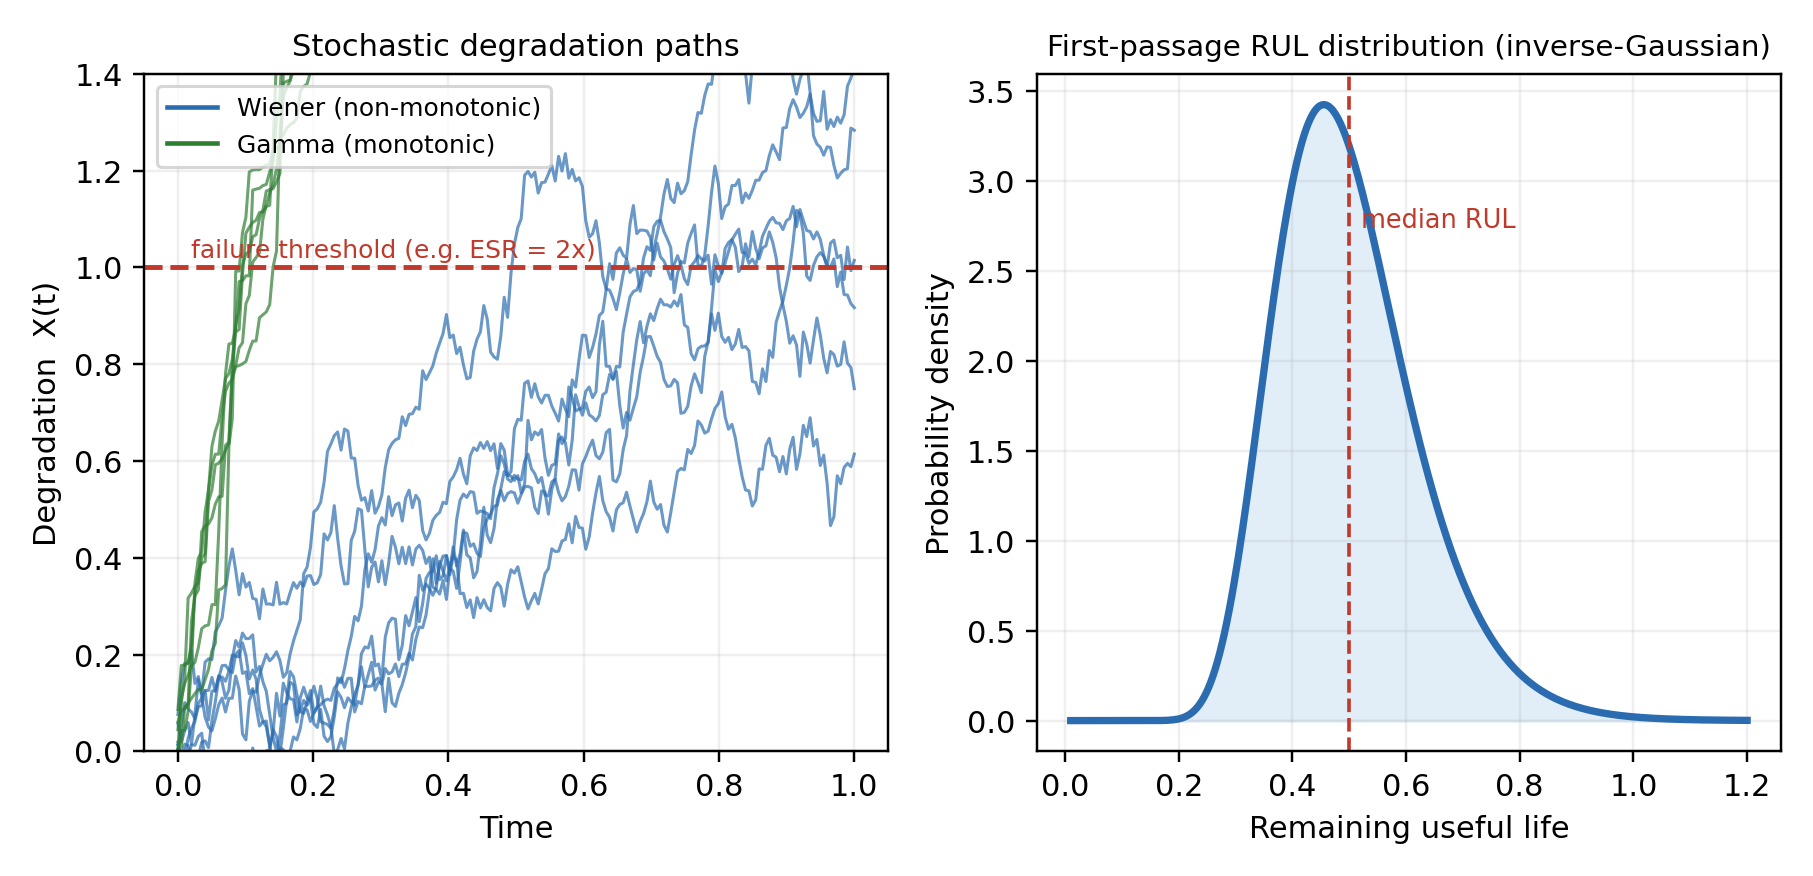 Stochastic degradation paths
1.4
1.2
1.0
0.8
0.6
0.4
0.2
0.0
Degradation X(t)
Wiener (non-monotonic)
Gamma (monotonic)
failure threshold (e.g. ESR = 2x)
0.0 0.2 0.4 0.6 0.8 1.0
Time
First-passage RUL distribution (inverse-Gaussian)
3.5
3.0
2.5
2.0
1.5
1.0
0.5
0.0
Probability density
median RUL
0.0 0.2 0.4 0.6 0.8 1.0 1.2
Remaining useful life